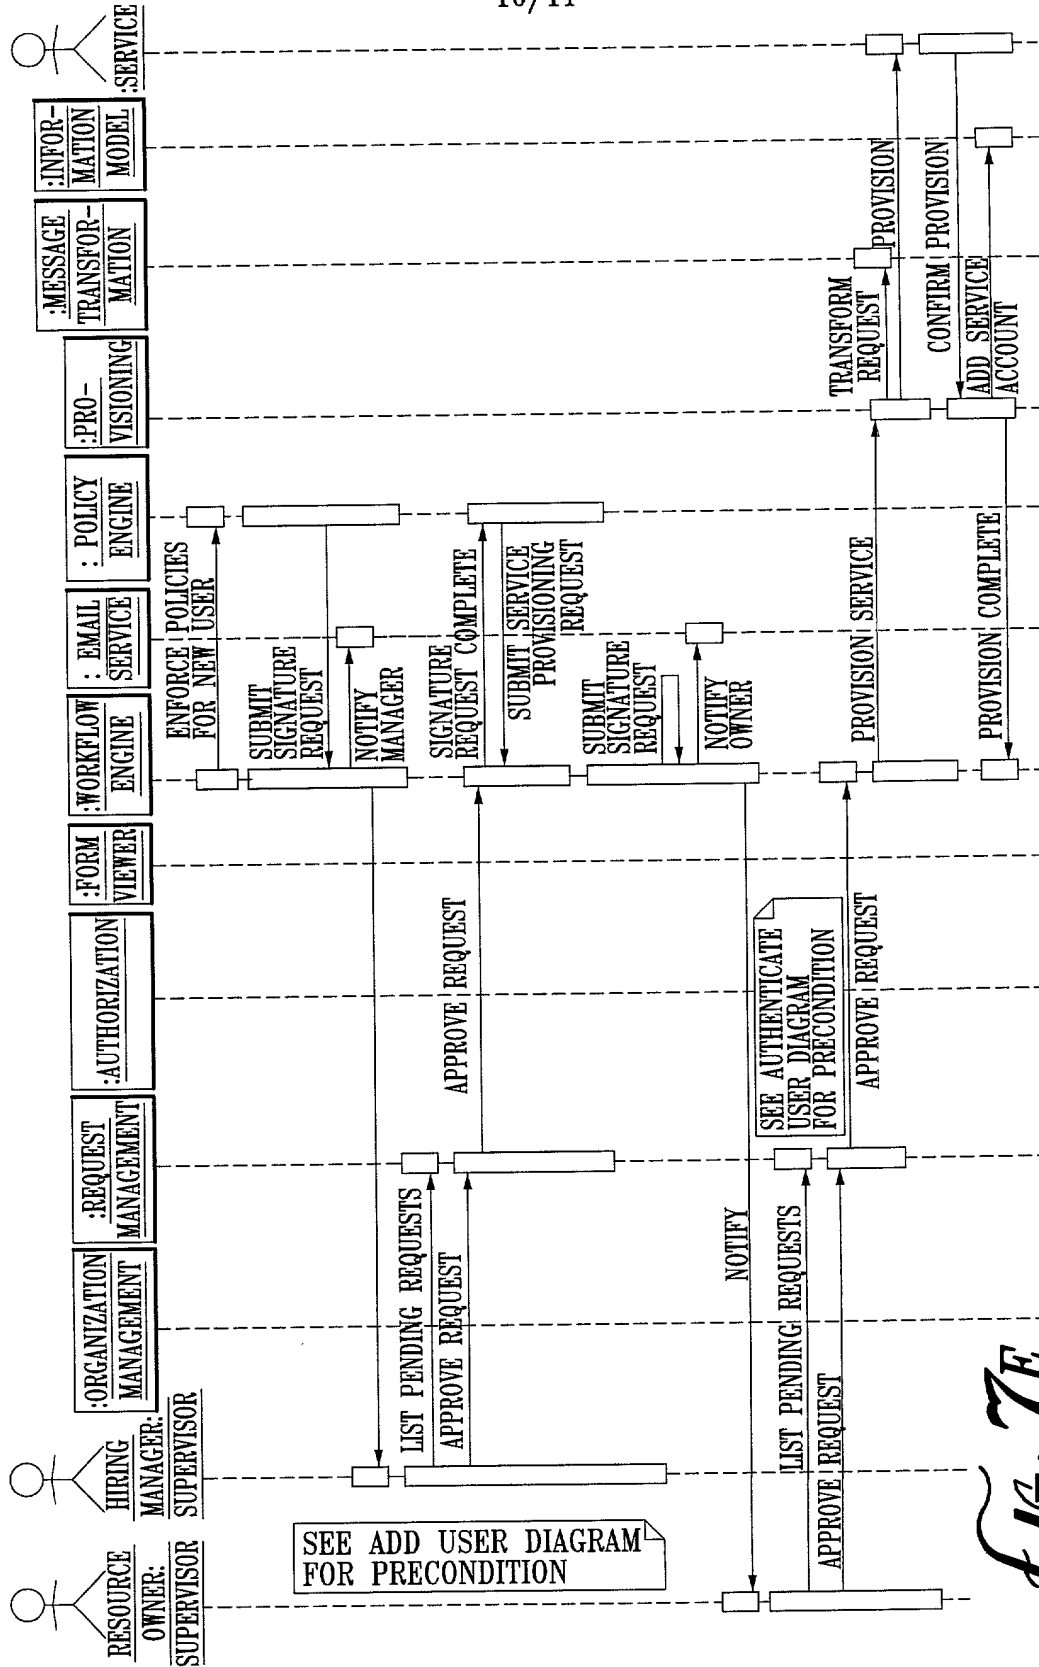 10/11
RESOURCE
OWNER:
SUPERVISOR
HIRING
MANAGER:
SUPERVISOR
:ORGANIZATION
MANAGEMENT
:REQUEST
MANAGEMENT
:AUTHORIZATION
:FORM
VIEWER
:WORKFLOW
ENGINE
: EMAIL
SERVICE
: POLICY
ENGINE
:PRO-
VISIONING
:MESSAGE
TRANSFOR-
MATION
:INFOR-
MATION
MODEL
:SERVICE
SEE ADD USER DIAGRAM
FOR PRECONDITION
ENFORCE POLICIES
FOR NEW USER
SUBMIT
SIGNATURE
REQUEST
NOTIFY
MANAGER
LIST PENDING REQUESTS
APPROVE REQUEST
APPROVE REQUEST
SIGNATURE
REQUEST COMPLETE
SUBMIT SERVICE
PROVISIONING
REQUEST
SUBMIT
SIGNATURE
REQUEST
NOTIFY
OWNER
NOTIFY
SEE AUTHENTICATE
USER DIAGRAM
FOR PRECONDITION
LIST PENDING REQUESTS
APPROVE REQUEST
APPROVE REQUEST
PROVISION SERVICE
TRANSFORM
REQUEST
PROVISION
CONFIRM PROVISION
ADD SERVICE
ACCOUNT
PROVISION COMPLETE
FIG. 7E